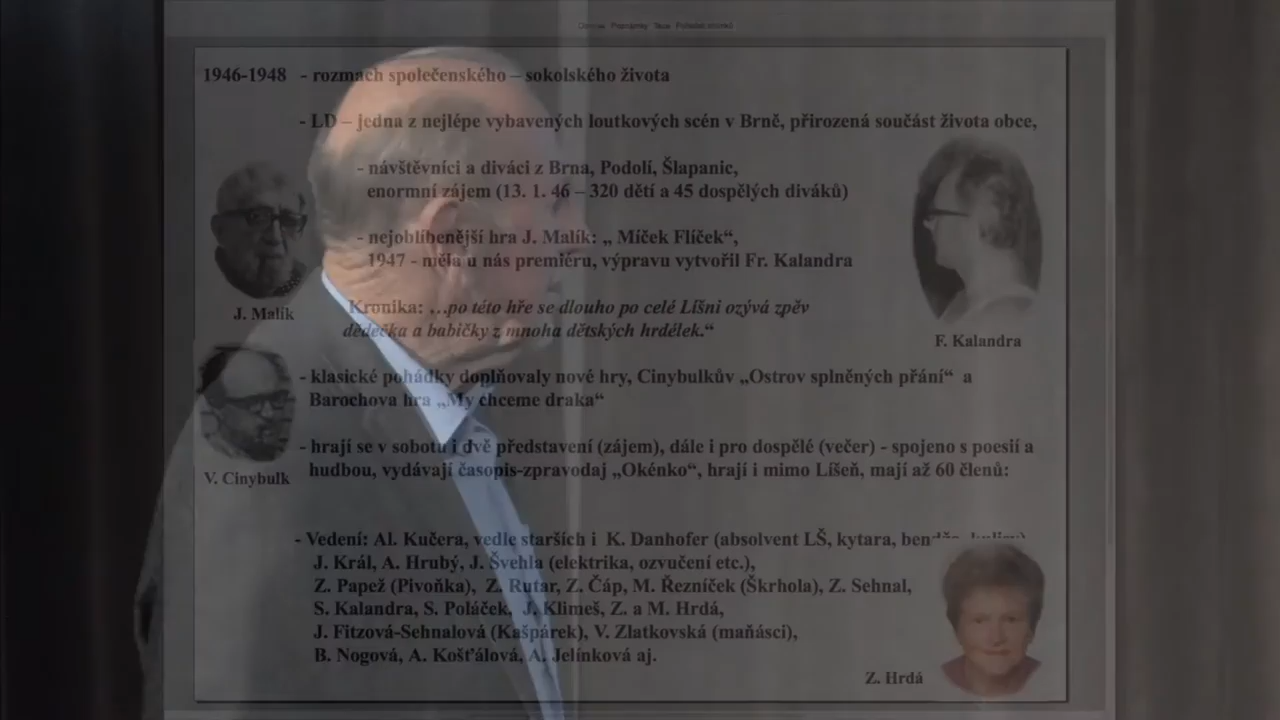 1946-1948 - rozmach společenského – sokolského života
- LD – jedna z nejlépe vybavených loutkových scén v Brně, přirozená součást života obce,
- návštěvníci a diváci z Brna, Podolí, Šlapanic,
enormní zájem (13. 1. 46 – 320 dětí a 45 dospělých diváků)
- nejoblíbenější hra J. Malík: „ Míček Flíček“,
1947 - měla u nás premiéru, výpravu vytvořil Fr. Kalandra
J. Malík
Kronika: …po této hře se dlouho po celé Líšni ozývá zpěv
dědečka a babičky z mnoha dětských hrdélek.“
F. Kalandra
- klasické pohádky doplňovaly nové hry, Cinybulkův „Ostrov splněných přání“ a
Barochova hra „My chceme draka“
- hrají se v sobotu i dvě představení (zájem), dále i pro dospělé (večer) - spojeno s poesií a
hudbou, vydávají časopis-zpravodaj „Okénko“, hrají i mimo Líšeň, mají až 60 členů:
V. Cinybulk
- Vedení: Al. Kučera, vedle starších i K. Danhofer (absolvent LŠ, kytara,
J. Král, A. Hrubý, J. Švehla (elektrika, ozvučení etc.),
Z. Papež (Pivoňka), Z. Rutar, Z. Čáp, M. Řezníček (Škrhola), Z. Sehnal,
S. Kalandra, S. Poláček, J. Klimeš, Z. a M. Hrdá,
J. Fitzová-Sehnalová (Kašpárek), V. Zlatkovská (maňásci),
B. Nogová, A. Košťálová, A. Jelínková aj.
Z. Hrdá